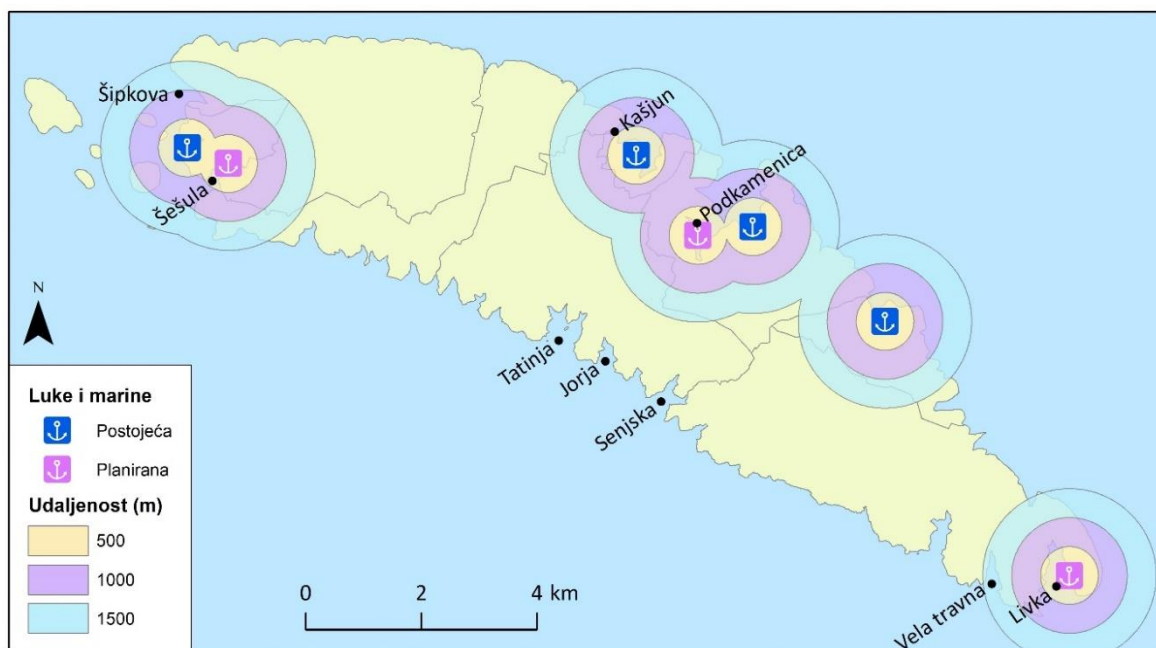 Šipkova
Šešula
Kašjun
Podkamenica
N
Tatinja
Jorja
Senjska
Vela travna
Livka
Luke i marine
Postojeća
Planirana
Udaljenost (m)
500
1000
1500
0 2 4 km